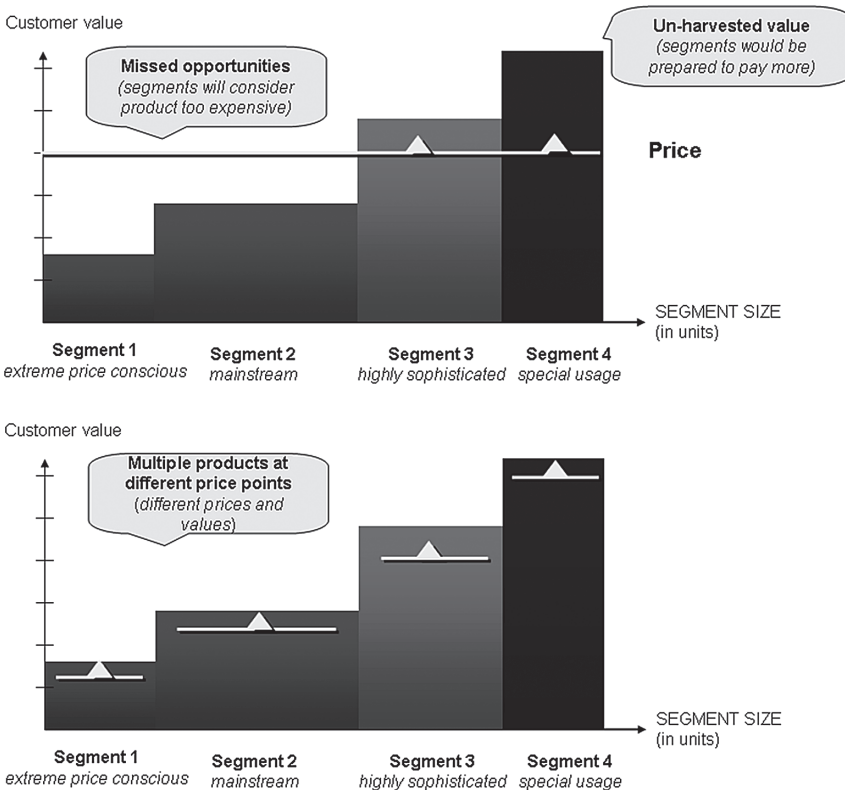 Customer value
Un-harvested value
(segments would be
prepared to pay more)
Missed opportunities
(segments will consider
product too expensive)
Price
SEGMENT SIZE
(in units)
Segment 1
extreme price conscious
Segment 2
mainstream
Segment 3
highly sophisticated
Segment 4
special usage
Customer value
Multiple products at
different price points
(different prices and
values)
SEGMENT SIZE
(in units)
Segment 1
extreme price conscious
Segment 2
mainstream
Segment 3
highly sophisticated
Segment 4
special usage